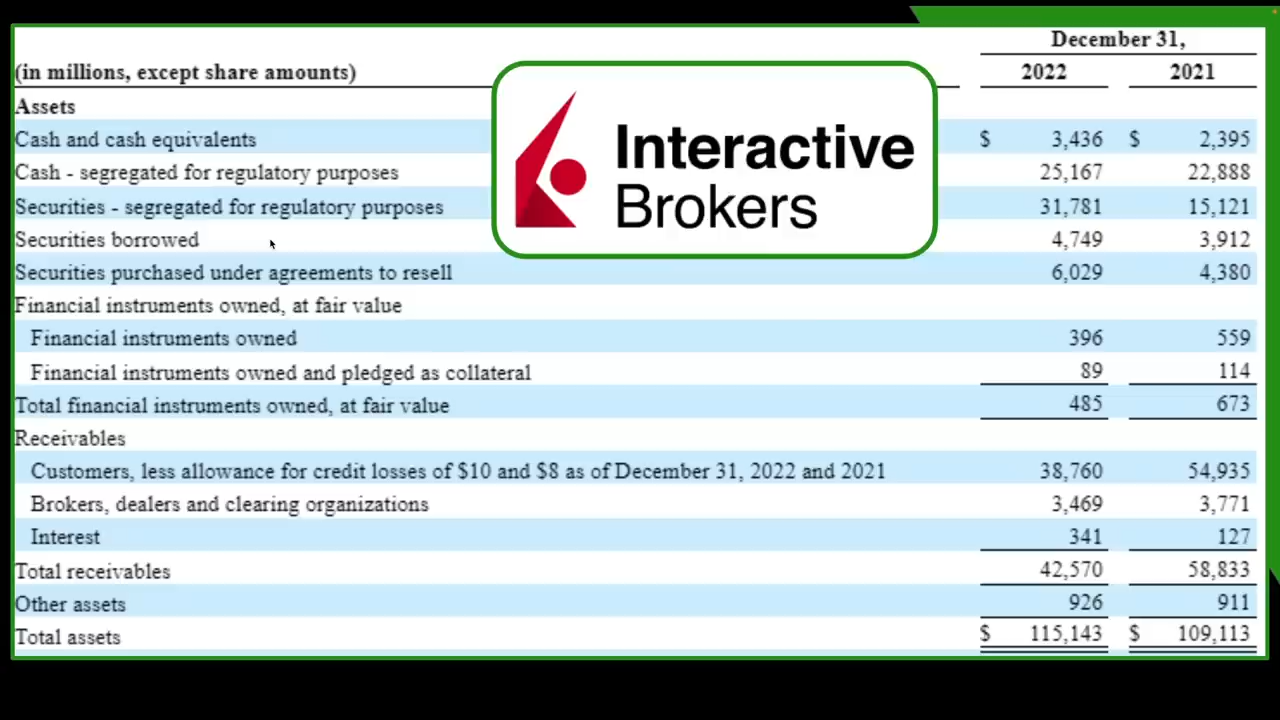 December 31,
(in millions, except share amounts) 2022 2021
Interactive
Brokers
Assets
Cash and cash equivalents $ 3,436 $ 2,395
Cash - segregated for regulatory purposes 25,167 22,888
Securities - segregated for regulatory purposes 31,781 15,121
Securities borrowed 4,749 3,912
Securities purchased under agreements to resell 6,029 4,380
Financial instruments owned, at fair value
Financial instruments owned 396 559
Financial instruments owned and pledged as collateral 89 114
Total financial instruments owned, at fair value 485 673
Receivables
Customers, less allowance for credit losses of $10 and $8 as of December 31, 2022 and 2021 38,760 54,935
Brokers, dealers and clearing organizations 3,469 3,771
Interest 341 127
Total receivables 42,570 58,833
Other assets 926 911
Total assets $ 115,143 $ 109,113